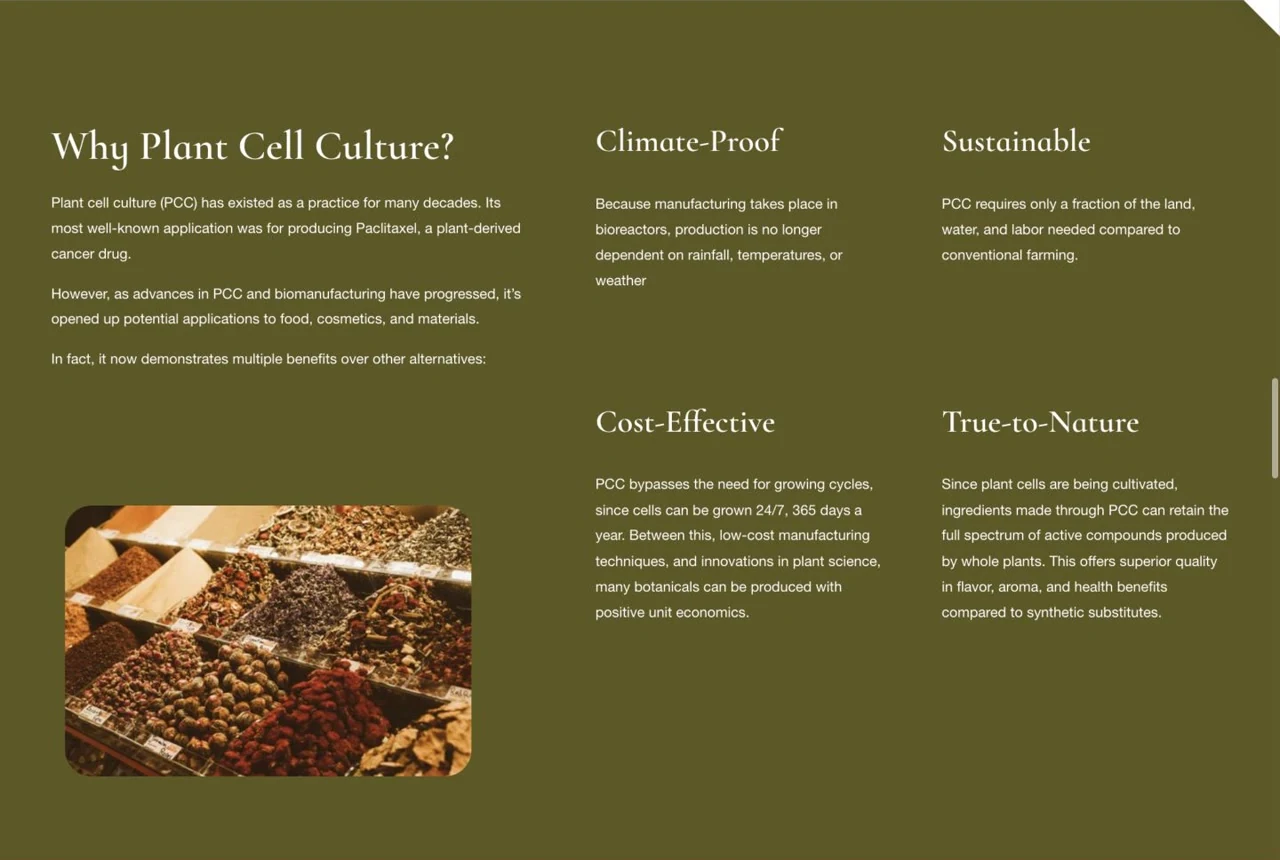 Why Plant Cell Culture?
Plant cell culture (PCC) has existed as a practice for many decades. Its
most well-known application was for producing Paclitaxel, a plant-derived
cancer drug.
However, as advances in PCC and biomanufacturing have progressed, it's
opened up potential applications to food, cosmetics, and materials.
In fact, it now demonstrates multiple benefits over other alternatives:
Climate-Proof
Because manufacturing takes place in
bioreactors, production is no longer
dependent on rainfall, temperatures, or
weather
Sustainable
PCC requires only a fraction of the land,
water, and labor needed compared to
conventional farming.
Cost-Effective
PCC bypasses the need for growing cycles,
since cells can be grown 24/7, 365 days a
year. Between this, low-cost manufacturing
techniques, and innovations in plant science,
many botanicals can be produced with
positive unit economics.
True-to-Nature
Since plant cells are being cultivated,
ingredients made through PCC can retain the
full spectrum of active compounds produced
by whole plants. This offers superior quality
in flavor, aroma, and health benefits
compared to synthetic substitutes.